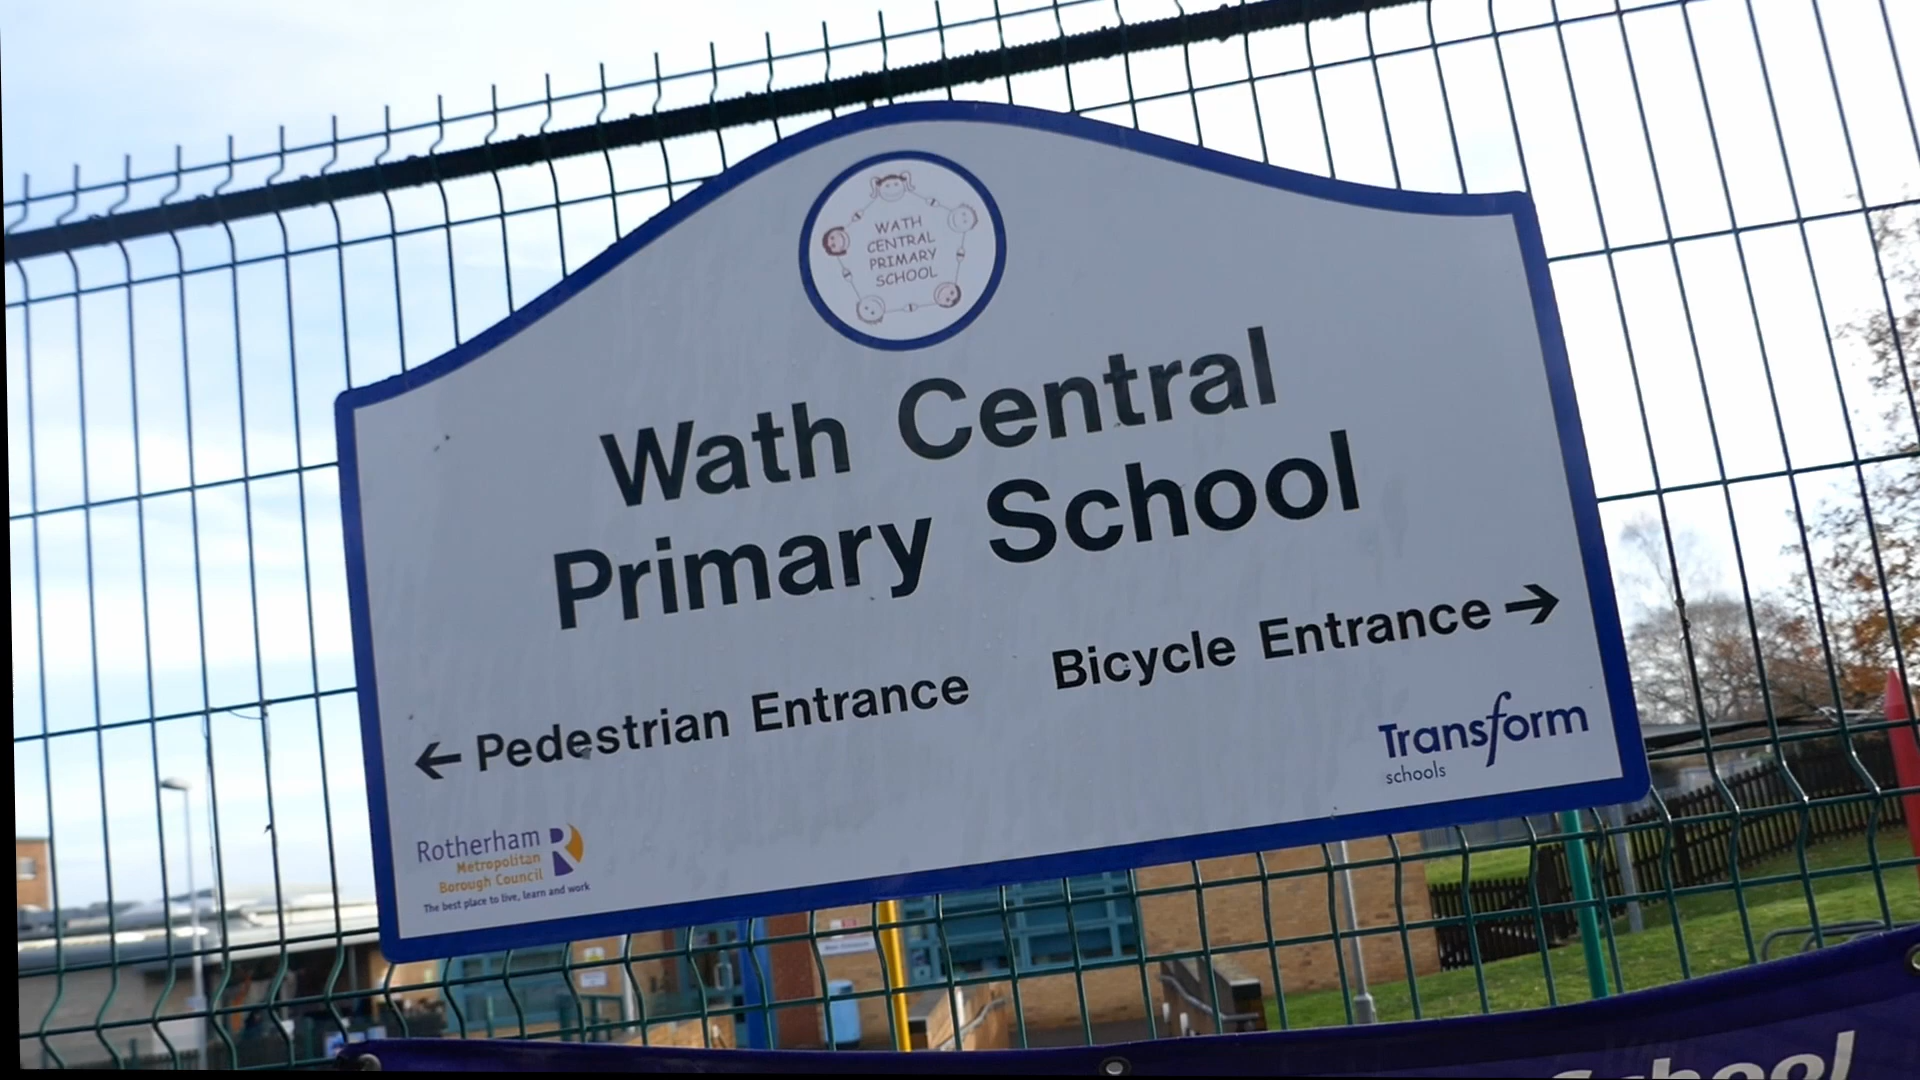 WATH
CENTRAL
PRIMARY
SCHOOL
Wath Central
Primary School
← Pedestrian Entrance
Bicycle Entrance →
Rotherham
Metropolitan
Borough Council
The best place to live, learn and work
Transform
schools
School